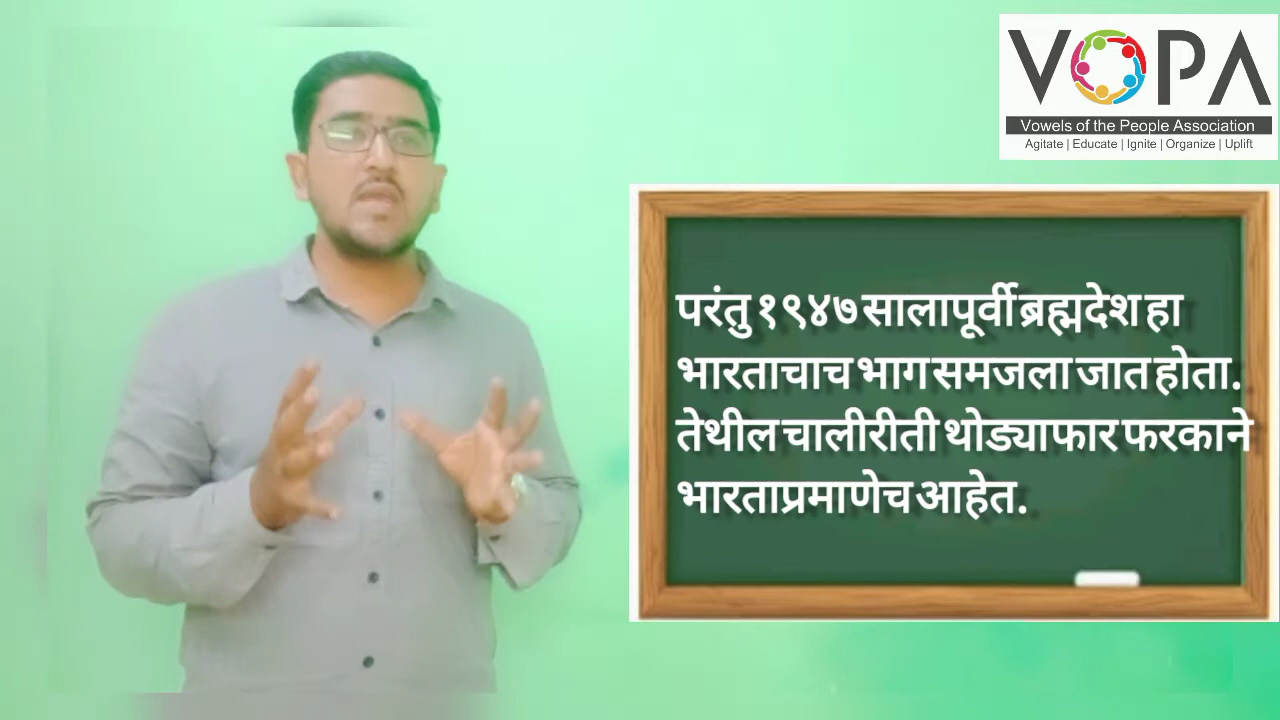 VOPA
Vowels of the People Association
Agitate | Educate | Ignite | Organize | Uplift
परंतु १९४७ सालापूर्वी ब्रह्मदेश हा
भारताचाच भाग समजला जात होता.
तेथील चालीरीती थोड्याफार फरकाने
भारताप्रमाणेच आहेत.